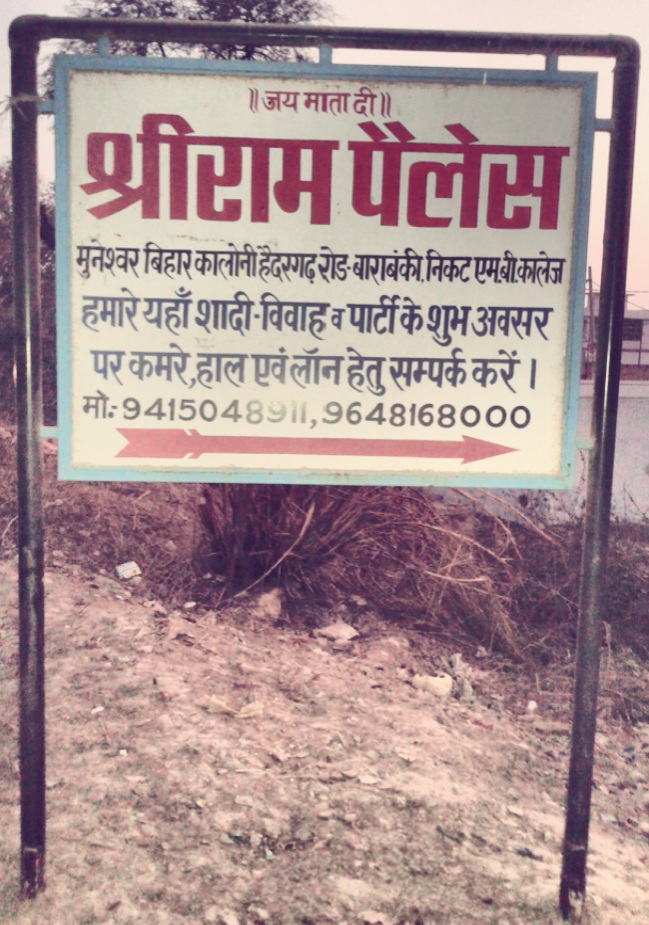 ॥ जय माता दी ॥
श्रीराम पैलेस
मुनेश्वर बिहार कालोनी हैदरगढ़ रोड-बाराबंकी, निकट एम.बी.कालेज
हमारे यहाँ शादी-विवाह व पार्टी के शुभ अवसर
पर कमरे, हाल एवं लॉन हेतु सम्पर्क करें ।
मो.: 9415048911, 9648168000